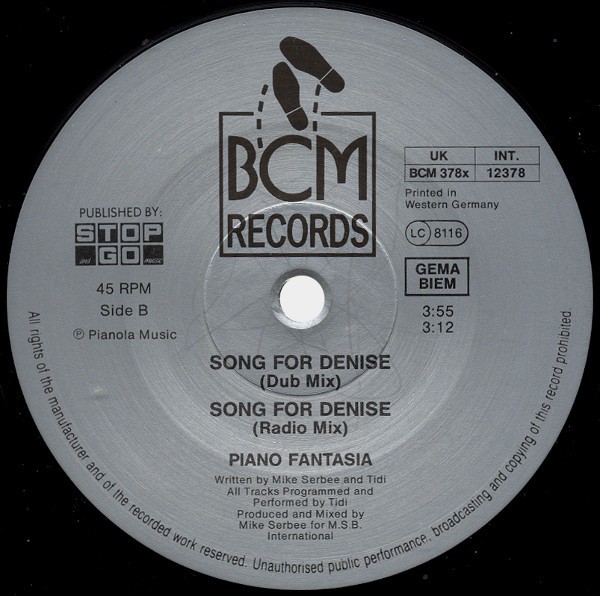 BCM
RECORDS
UK INT.
BCM 378x 12378
Printed in
Western Germany
LC 8116
GEMA
BIEM
PUBLISHED BY:
STOP
AND GO MUSIC
45 RPM
Side B
Ⓟ Pianola Music
3:55
3:12
SONG FOR DENISE
(Dub Mix)
SONG FOR DENISE
(Radio Mix)
PIANO FANTASIA
Written by Mike Serbee and Tidi
All Tracks Programmed and
Performed by Tidi
Produced and Mixed by
Mike Serbee for M.S.B.
International
All rights of the manufacturer and of the recorded work reserved. Unauthorised public performance, broadcasting and copying of this record prohibited.